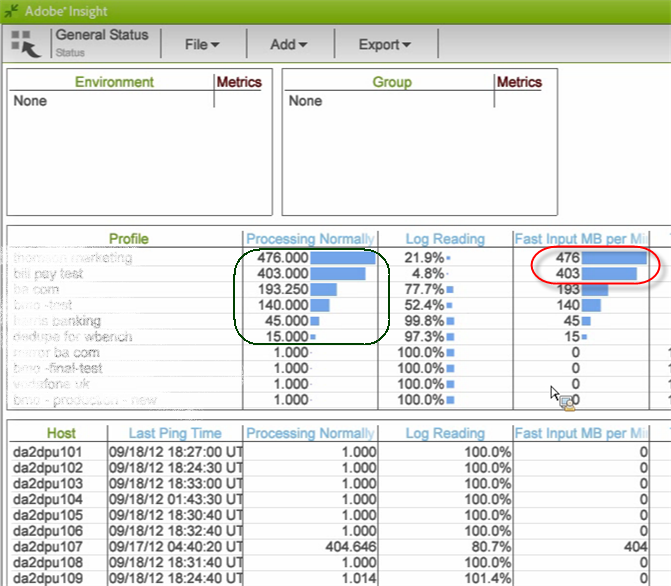 Adobe® Insight
General Status
Status
File Add Export
Environment Metrics
None
Group Metrics
None
Profile Processing Normally Log Reading Fast Input MB per Mi
marketing 476.000 21.9% 476
bill pay test 403.000 4.8% 403
ba com 193.250 77.7% 193
bmo -test 140.000 52.4% 140
banking 45.000 99.8% 45
dedupe for wbench 15.000 97.3% 15
mirror ba com 1.000 100.0% 0
bmo -final-test 1.000 100.0% 0
vodafone uk 1.000 100.0% 0
bmo - production - new 1.000 100.0% 0
Host Last Ping Time Processing Normally Log Reading Fast Input MB per Mi
da2dpu101 09/18/12 18:27:00 UT 1.000 100.0% 0
da2dpu102 09/18/12 18:24:30 UT 1.000 100.0% 0
da2dpu103 09/18/12 18:33:00 UT 1.000 100.0% 0
da2dpu104 09/18/12 01:43:30 UT 1.000 100.0% 0
da2dpu105 09/18/12 18:30:40 UT 1.000 100.0% 0
da2dpu106 09/18/12 18:32:40 UT 1.000 100.0% 0
da2dpu107 09/17/12 04:40:20 UT 404.646 80.7% 404
da2dpu108 09/18/12 18:31:40 UT 1.000 100.0% 0
da2dpu109 09/18/12 18:24:40 UT 1.014 101.4% 0